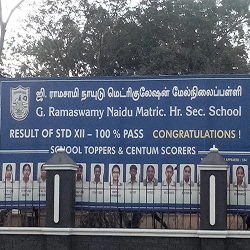 ஜி. ராமசாமி நாயுடு மெட்ரிகுலேஷன் மேல்நிலைப்பள்ளி
G. Ramaswamy Naidu Matric. Hr. Sec. School
RESULT OF STD XII – 100 % PASS CONGRATULATIONS !
SCHOOL TOPPERS & CENTUM SCORERS